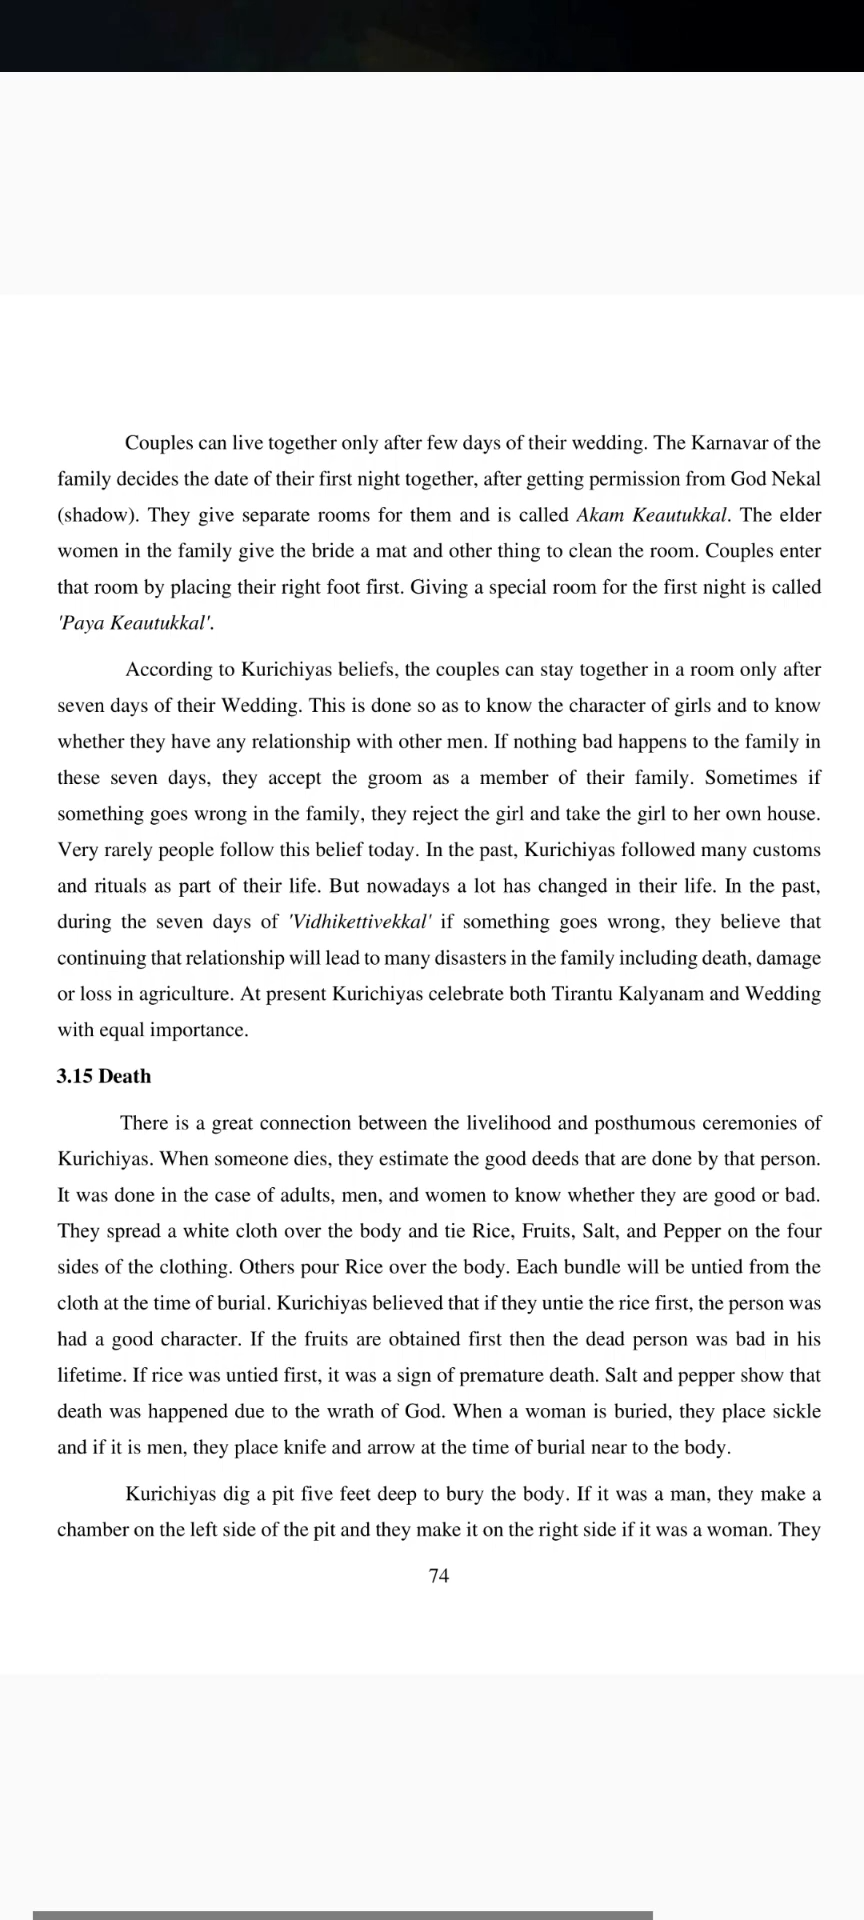 Couples can live together only after few days of their wedding. The Karnavar of the
family decides the date of their first night together, after getting permission from God Nekal
(shadow). They give separate rooms for them and is called Akam Keautukkal. The elder
women in the family give the bride a mat and other thing to clean the room. Couples enter
that room by placing their right foot first. Giving a special room for the first night is called
'Paya Keautukkal'.
According to Kurichiyas beliefs, the couples can stay together in a room only after
seven days of their Wedding. This is done so as to know the character of girls and to know
whether they have any relationship with other men. If nothing bad happens to the family in
these seven days, they accept the groom as a member of their family. Sometimes if
something goes wrong in the family, they reject the girl and take the girl to her own house.
Very rarely people follow this belief today. In the past, Kurichiyas followed many customs
and rituals as part of their life. But nowadays a lot has changed in their life. In the past,
during the seven days of 'Vidhikettivekkal' if something goes wrong, they believe that
continuing that relationship will lead to many disasters in the family including death, damage
or loss in agriculture. At present Kurichiyas celebrate both Tirantu Kalyanam and Wedding
with equal importance.
3.15 Death
There is a great connection between the livelihood and posthumous ceremonies of
Kurichiyas. When someone dies, they estimate the good deeds that are done by that person.
It was done in the case of adults, men, and women to know whether they are good or bad.
They spread a white cloth over the body and tie Rice, Fruits, Salt, and Pepper on the four
sides of the clothing. Others pour Rice over the body. Each bundle will be untied from the
cloth at the time of burial. Kurichiyas believed that if they untie the rice first, the person was
had a good character. If the fruits are obtained first then the dead person was bad in his
lifetime. If rice was untied first, it was a sign of premature death. Salt and pepper show that
death was happened due to the wrath of God. When a woman is buried, they place sickle
and if it is men, they place knife and arrow at the time of burial near to the body.
Kurichiyas dig a pit five feet deep to bury the body. If it was a man, they make a
chamber on the left side of the pit and they make it on the right side if it was a woman. They
74